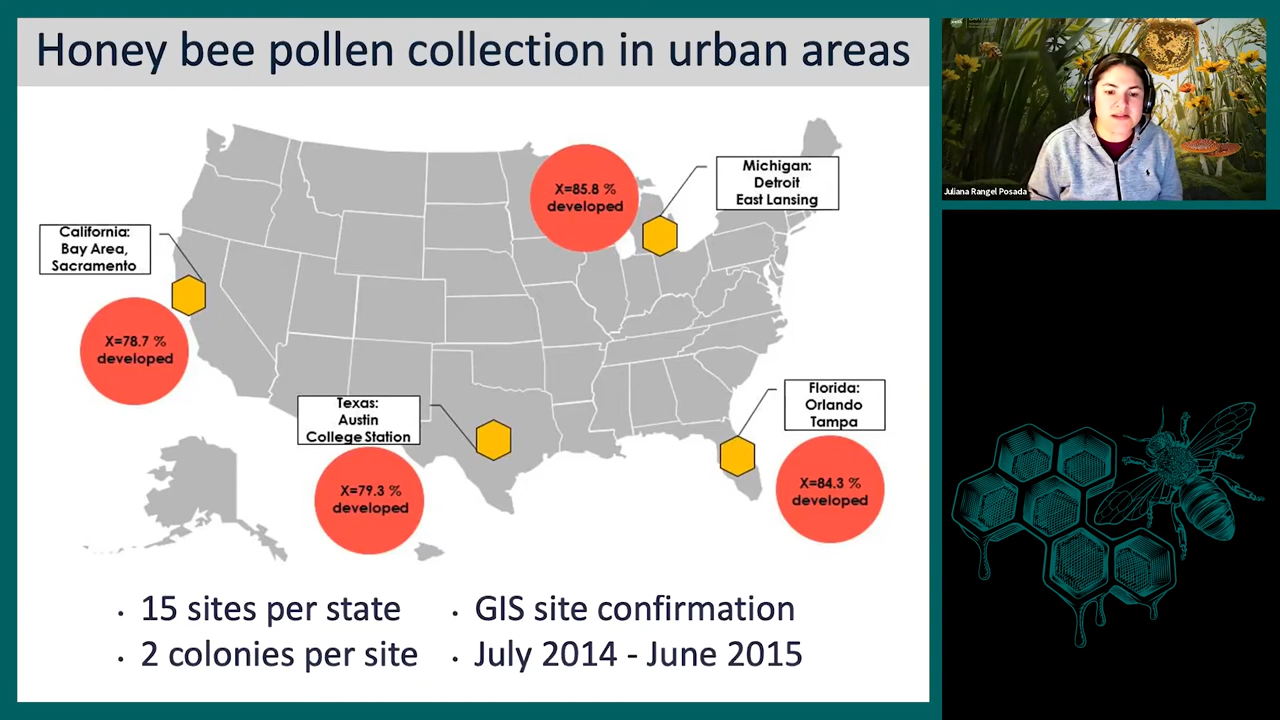 Honey bee pollen collection in urban areas
California:
Bay Area,
Sacramento
X=78.7 %
developed
X=85.8 %
developed
Michigan:
Detroit
East Lansing
Texas:
Austin
College Station
X=79.3 %
developed
Florida:
Orlando
Tampa
X=84.3 %
developed
· 15 sites per state
· 2 colonies per site
· GIS site confirmation
· July 2014 - June 2015
Juliana Rangel Posada